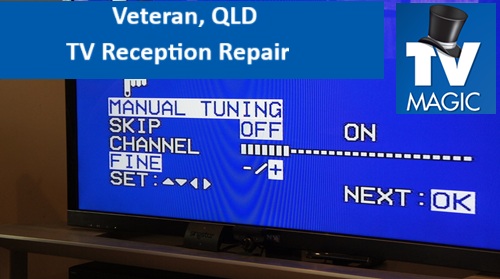 Veteran, QLD
TV Reception Repair
TV
MAGIC
MANUAL TUNING
SKIP OFF ON
CHANNEL
FINE -/+
SET:▲▼◀▶
NEXT:OK